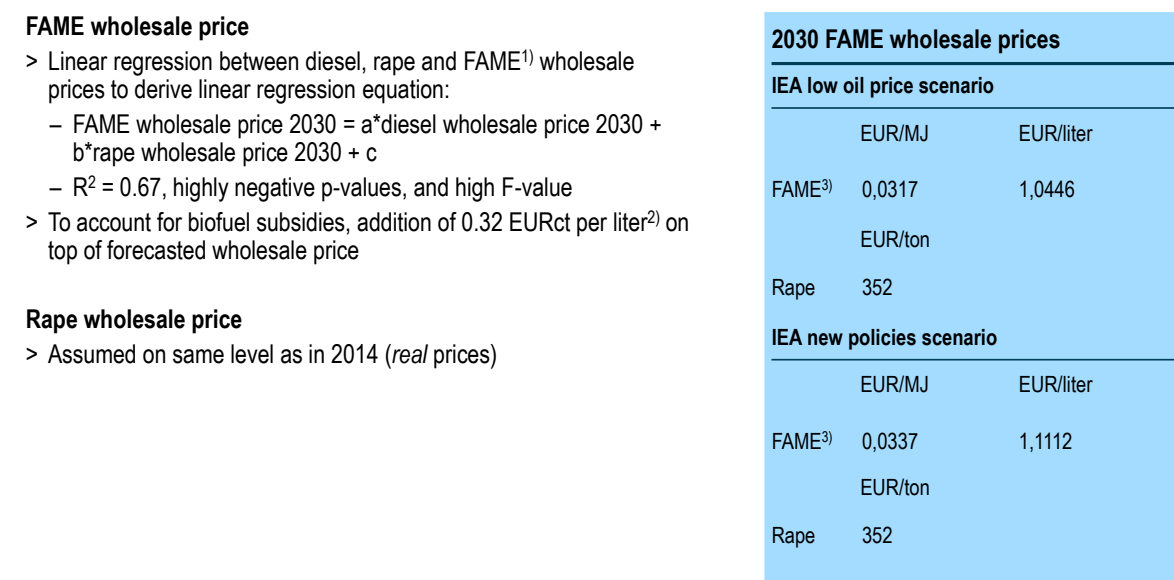 FAME wholesale price
> Linear regression between diesel, rape and FAME1) wholesale
prices to derive linear regression equation:
– FAME wholesale price 2030 = a*diesel wholesale price 2030 +
b*rape wholesale price 2030 + c
– R2 = 0.67, highly negative p-values, and high F-value
> To account for biofuel subsidies, addition of 0.32 EURct per liter2) on
top of forecasted wholesale price
Rape wholesale price
> Assumed on same level as in 2014 (real prices)
2030 FAME wholesale prices
IEA low oil price scenario
EUR/MJ EUR/liter
FAME3) 0,0317 1,0446
EUR/ton
Rape 352
IEA new policies scenario
EUR/MJ EUR/liter
FAME3) 0,0337 1,1112
EUR/ton
Rape 352